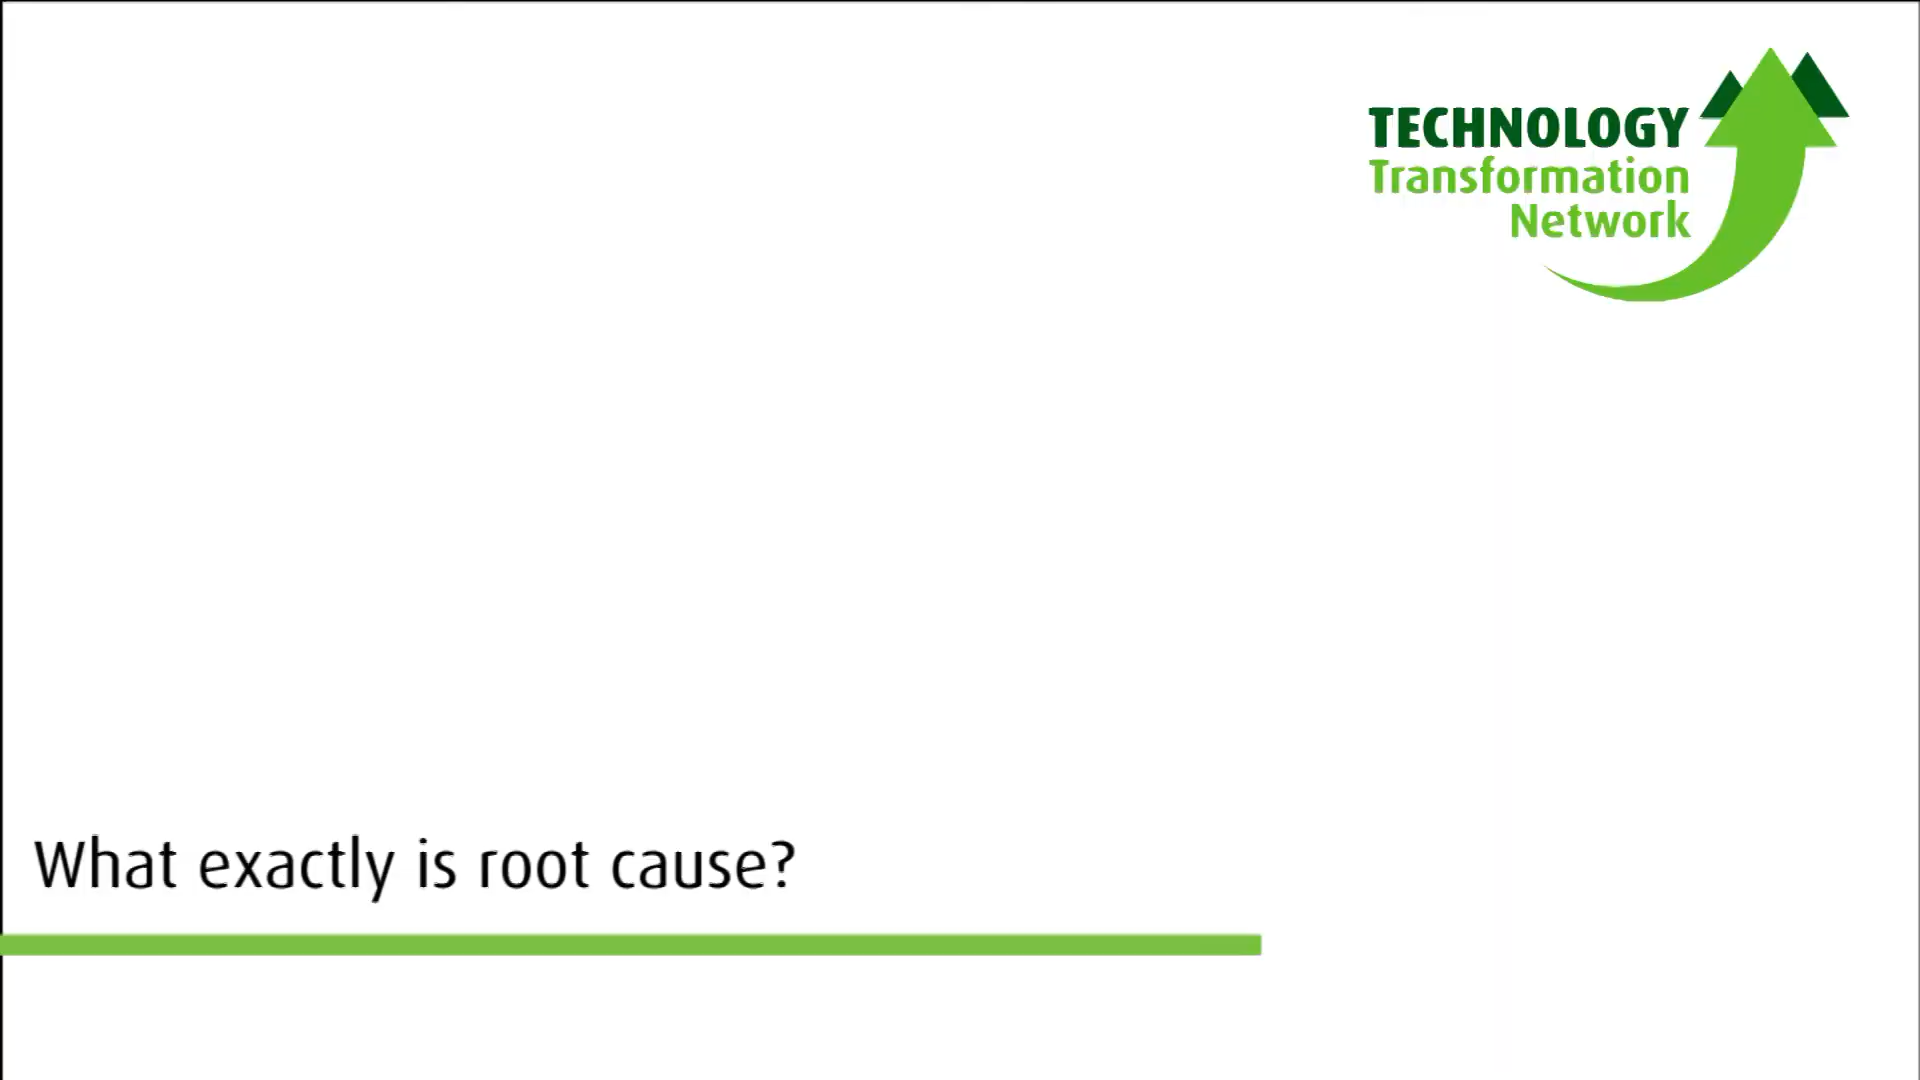 TECHNOLOGY
Transformation
Network
What exactly is root cause?